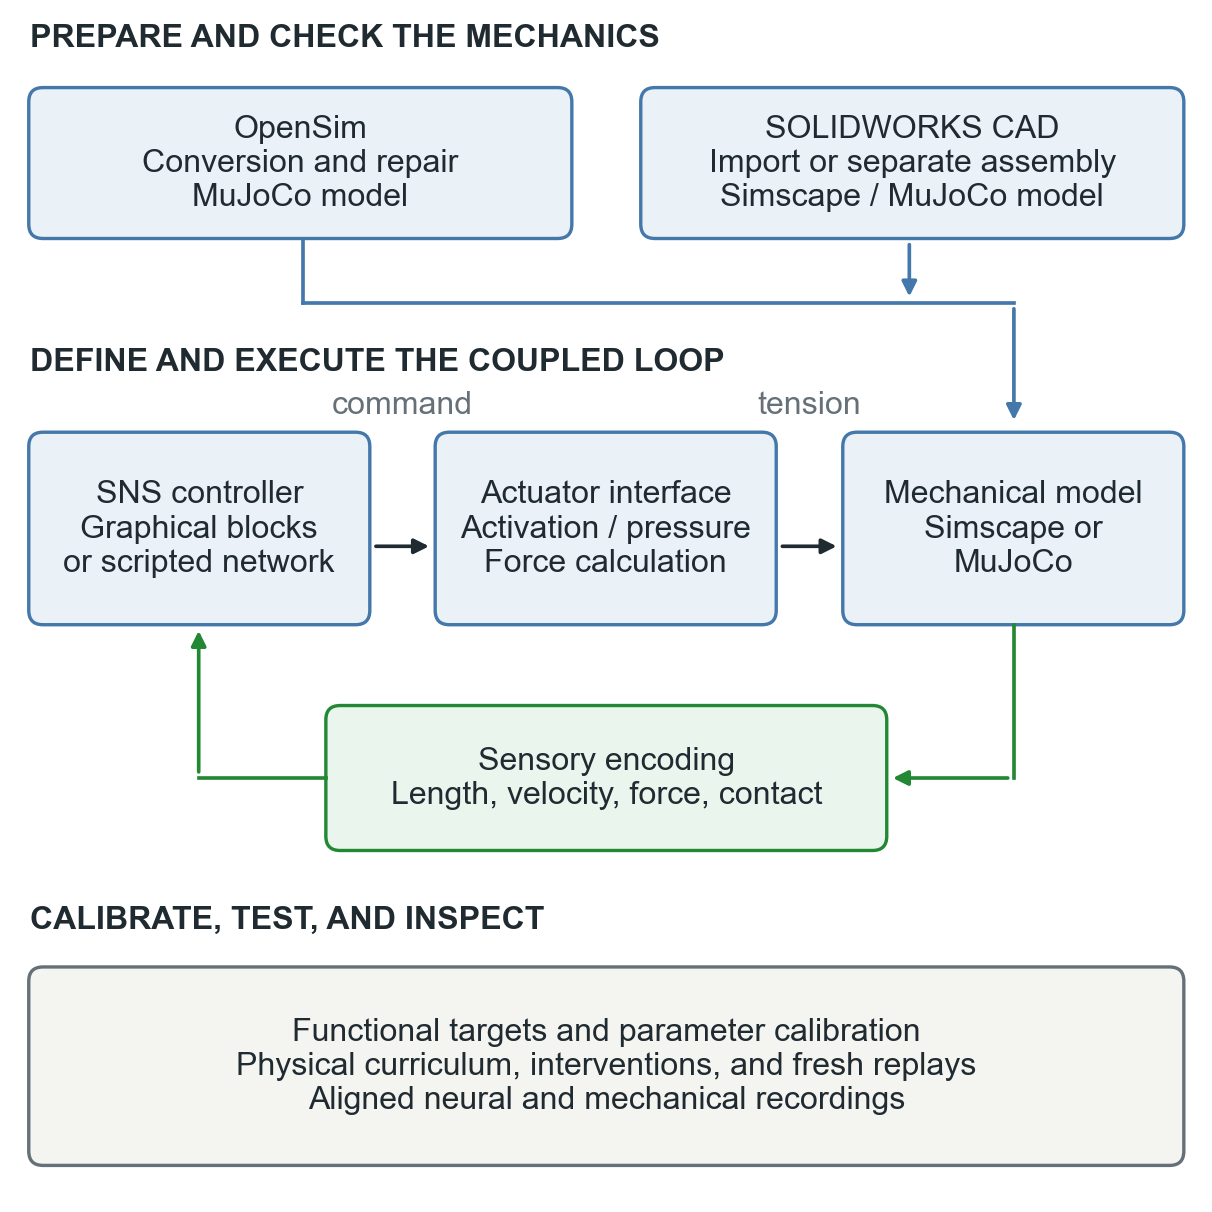 PREPARE AND CHECK THE MECHANICS
OpenSim
Conversion and repair
MuJoCo model
SOLIDWORKS CAD
Import or separate assembly
Simscape / MuJoCo model
DEFINE AND EXECUTE THE COUPLED LOOP
command
tension
SNS controller
Graphical blocks
or scripted network
Actuator interface
Activation / pressure
Force calculation
Mechanical model
Simscape or
MuJoCo
Sensory encoding
Length, velocity, force, contact
CALIBRATE, TEST, AND INSPECT
Functional targets and parameter calibration
Physical curriculum, interventions, and fresh replays
Aligned neural and mechanical recordings